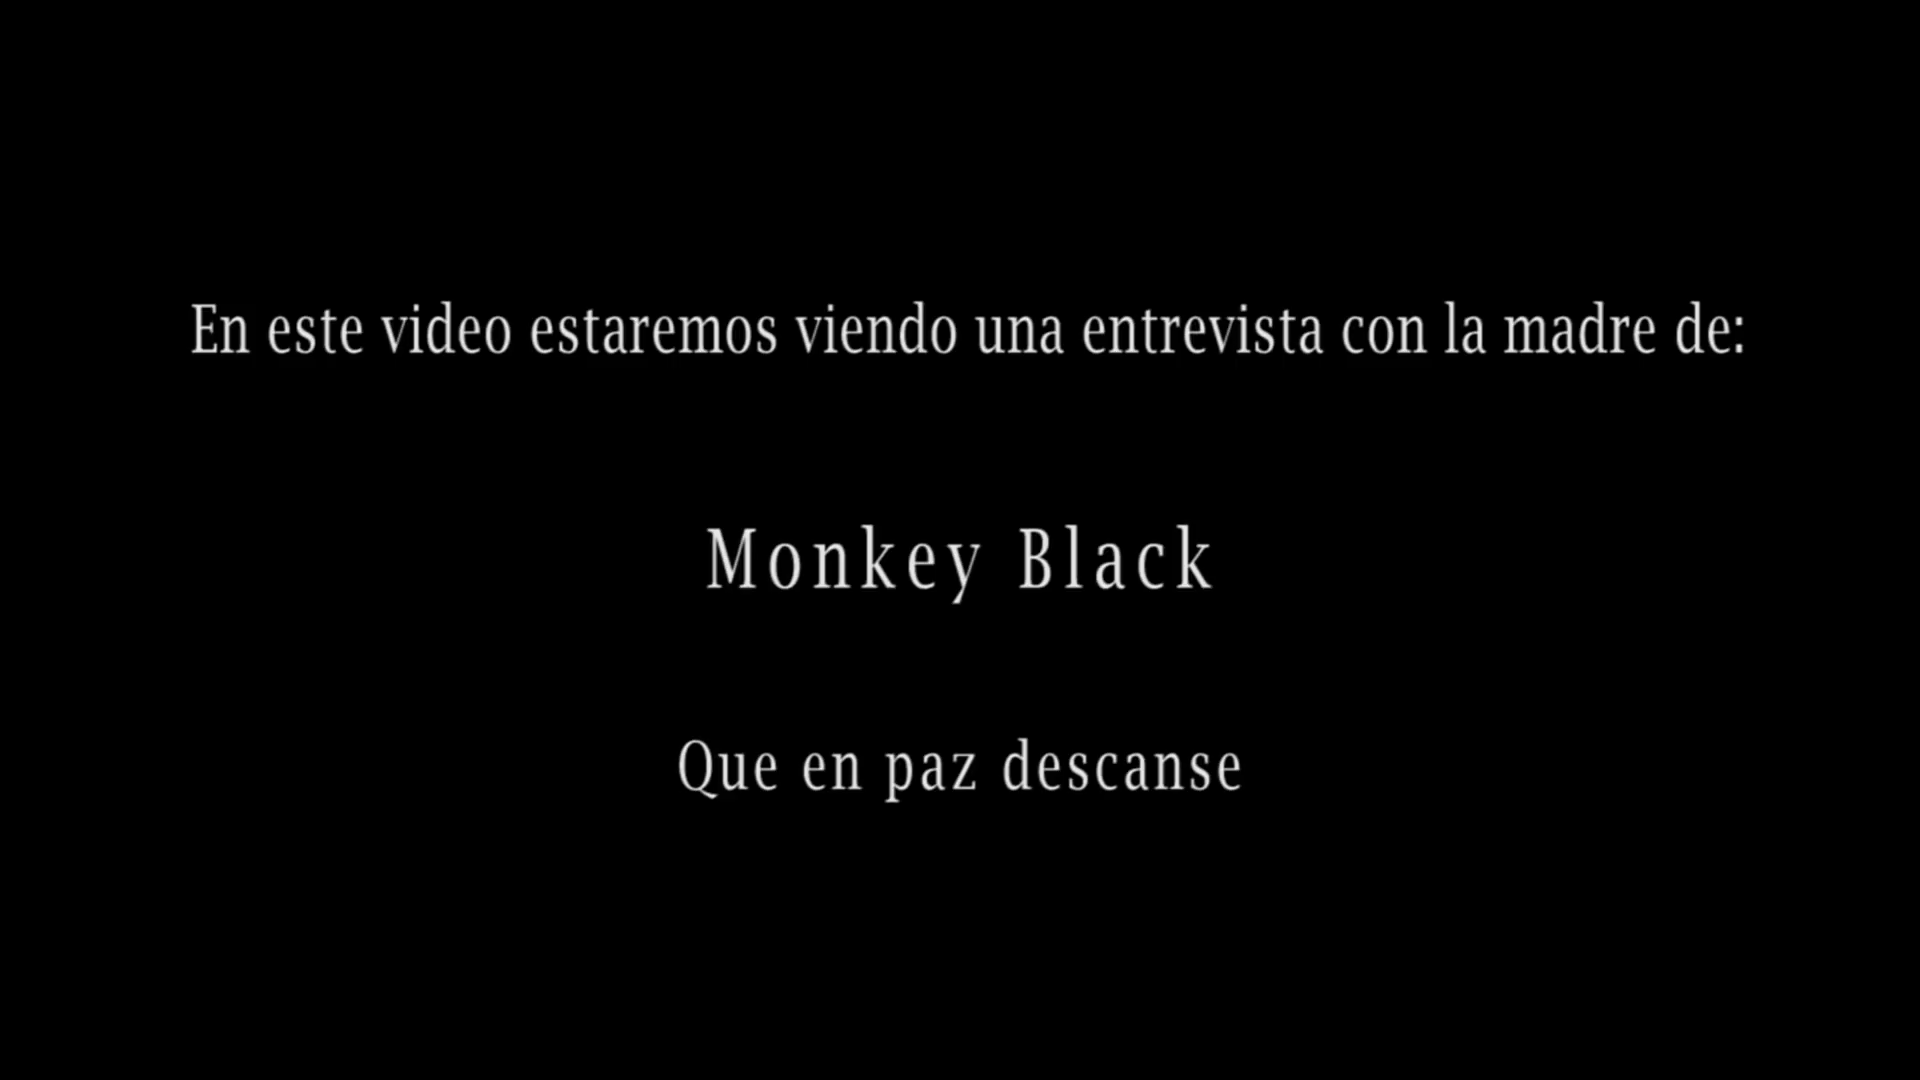 En este video estaremos viendo una entrevista con la madre de:
Monkey Black
Que en paz descanse